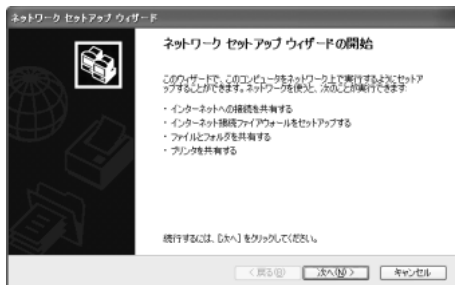 ネットワーク セットアップ ウィザード
ネットワーク セットアップ ウィザードの開始
このウィザードで、このコンピュータをネットワーク上で実行するようにセットア
ップすることができます。ネットワークを使うと、次のことが実行できます:
・ インターネットへの接続を共有する
・ インターネット接続ファイアウォールをセットアップする
・ ファイルとフォルダを共有する
・ プリンタを共有する
続行するには、[次へ] をクリックしてください。
< 戻る(B)
次へ(N) >
キャンセル